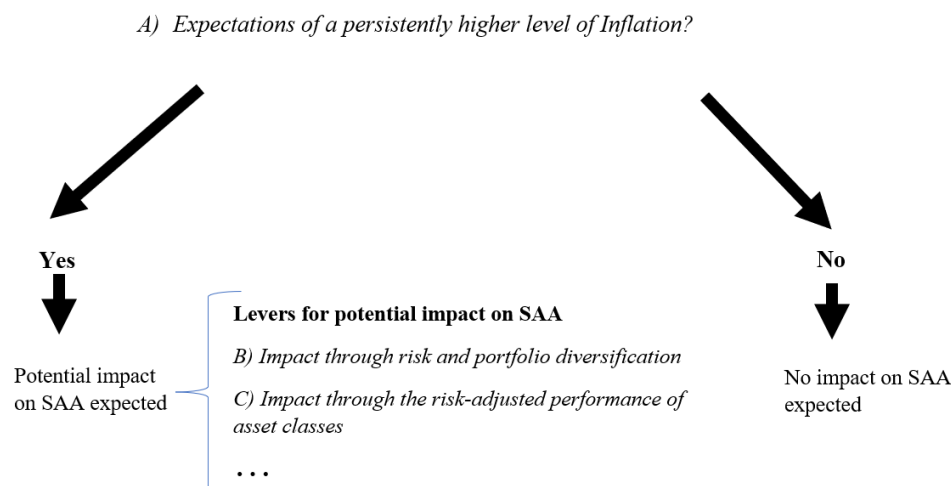 A) Expectations of a persistently higher level of Inflation?
Yes
No
Levers for potential impact on SAA
B) Impact through risk and portfolio diversification
C) Impact through the risk-adjusted performance of
asset classes
...
Potential impact
on SAA expected
No impact on SAA
expected